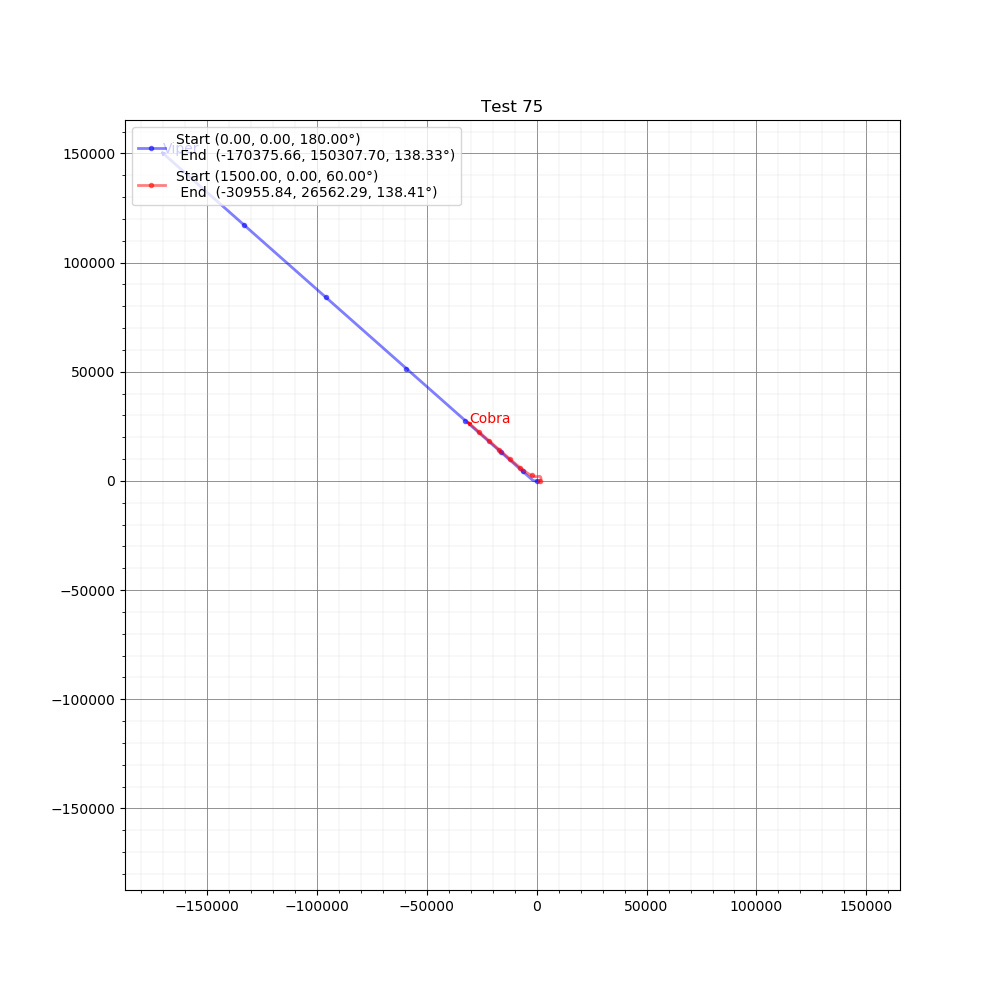 Test 75
Start (0.00, 0.00, 180.00°)
End (-170375.66, 150307.70, 138.33°)
Start (1500.00, 0.00, 60.00°)
End (-30955.84, 26562.29, 138.41°)
Viper
Cobra
150000
100000
50000
0
−50000
−100000
−150000
−150000
−100000
−50000
0
50000
100000
150000